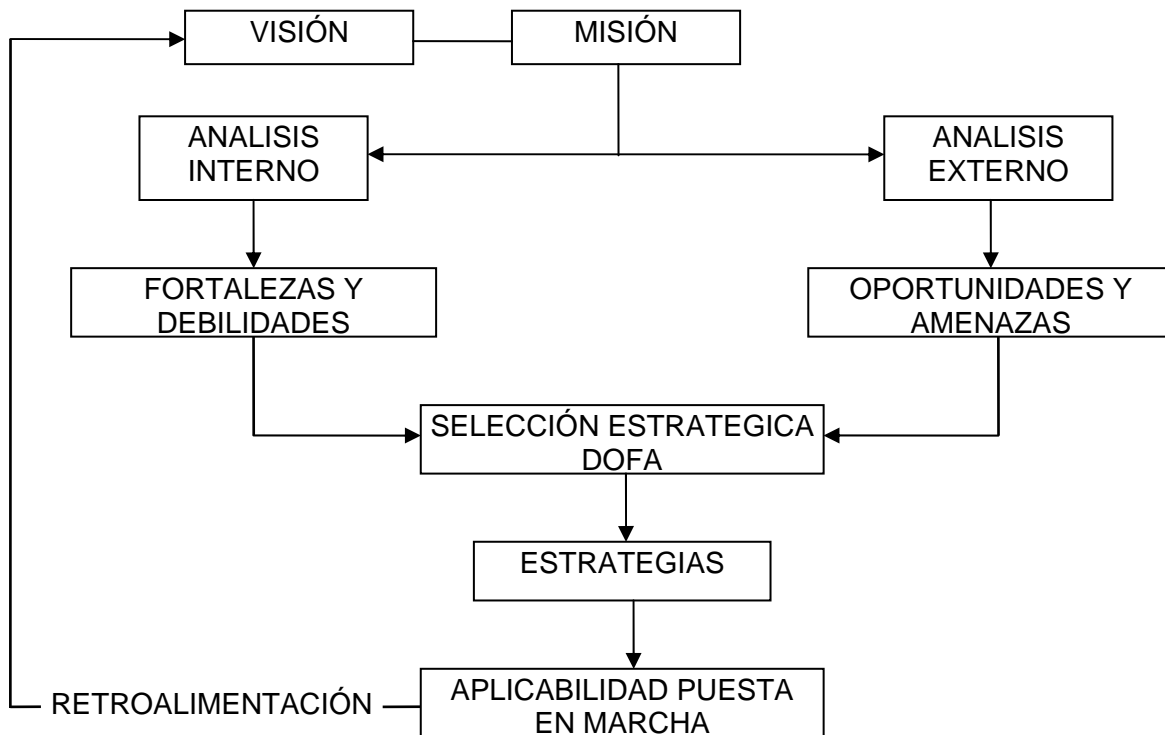 VISIÓN
MISIÓN
ANALISIS
INTERNO
ANALISIS
EXTERNO
FORTALEZAS Y
DEBILIDADES
OPORTUNIDADES Y
AMENAZAS
SELECCIÓN ESTRATEGICA
DOFA
ESTRATEGIAS
RETROALIMENTACIÓN
APLICABILIDAD PUESTA
EN MARCHA